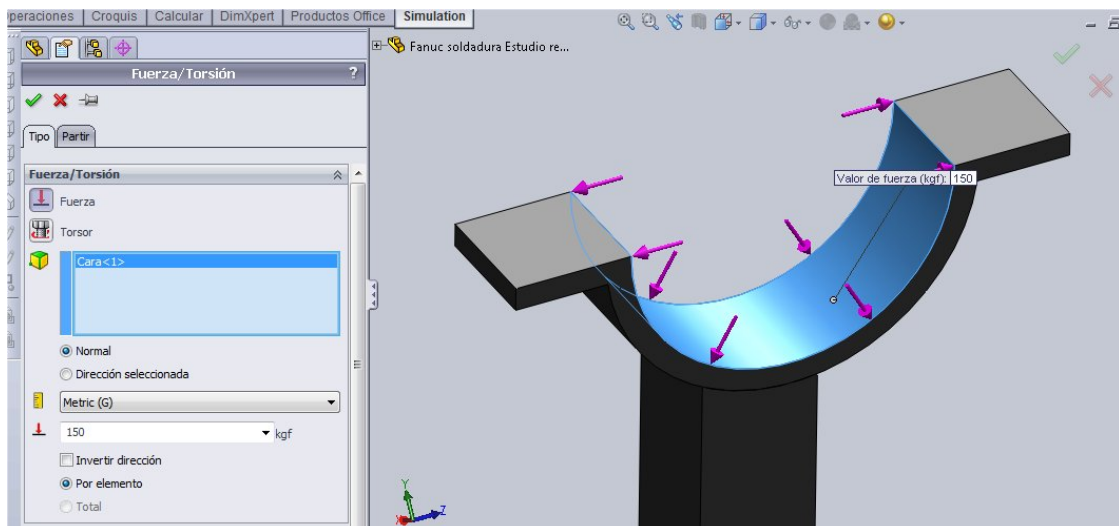 peraciones Croquis Calcular DimXpert Productos Office Simulation
Fanuc soldadura Estudio re...
Fuerza/Torsión ?
Tipo Partir
Fuerza/Torsión
Fuerza
Torsor
Cara<1>
Normal
Dirección seleccionada
Metric (G)
150 kgf
Invertir dirección
Por elemento
Total
Valor de fuerza (kgf): 150
Y
X
Z